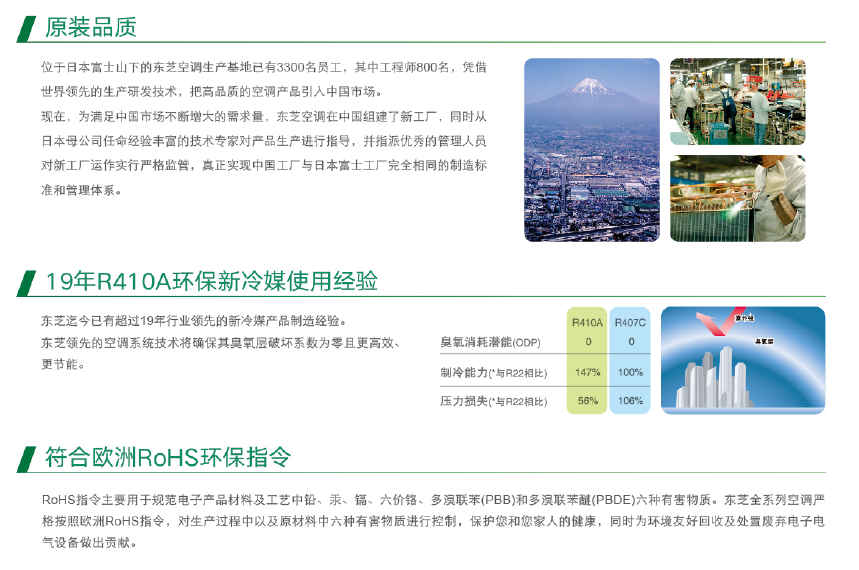 原装品质
位于日本富士山下的东芝空调生产基地已有3300名员工，其中工程师800名，凭借
世界领先的生产研发技术，把高品质的空调产品引入中国市场。
现在，为满足中国市场不断增大的需求量，东芝空调在中国组建了新工厂，同时从
日本母公司任命经验丰富的技术专家对产品生产进行指导，并指派优秀的管理人员
对新工厂运作实行严格监管，真正实现中国工厂与日本富士工厂完全相同的制造标
准和管理体系。
19年R410A环保新冷媒使用经验
东芝迄今已有超过19年行业领先的新冷媒产品制造经验。
东芝领先的空调系统技术将确保其臭氧层破坏系数为零且更高效、
更节能。
R410A R407C
臭氧消耗潜能(ODP) 0 0
制冷能力(*与R22相比) 147% 100%
压力损失(*与R22相比) 56% 106%
紫外线
臭氧层
符合欧洲RoHS环保指令
RoHS指令主要用于规范电子产品材料及工艺中铅、汞、镉、六价铬、多溴联苯(PBB)和多溴联苯醚(PBDE)六种有害物质。东芝全系列空调严
格按照欧洲RoHS指令，对生产过程中以及原材料中六种有害物质进行控制，保护您和您家人的健康，同时为环境友好回收及处置废弃电子电
气设备做出贡献。